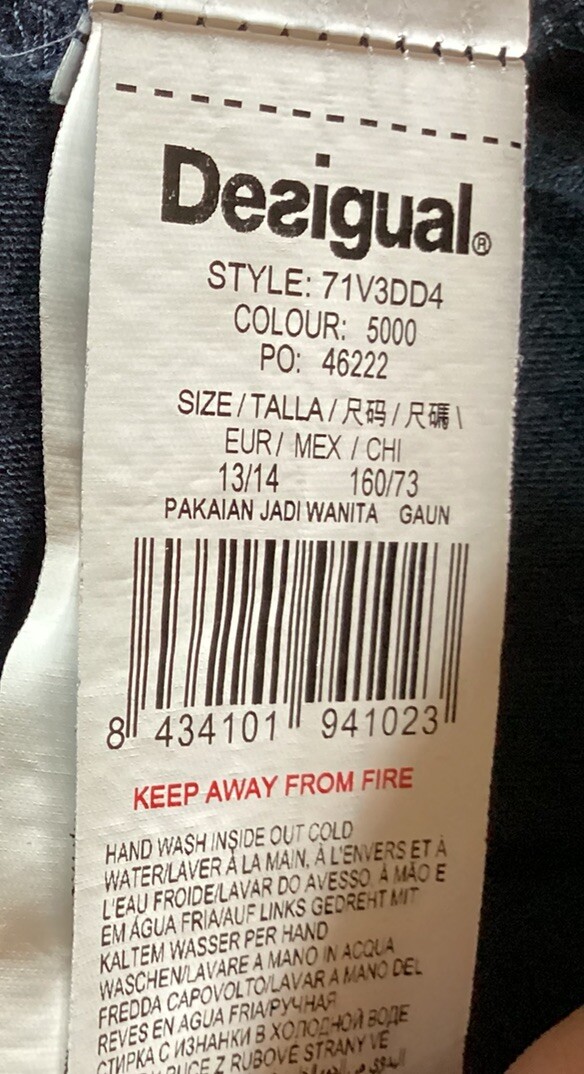 Desigual®
STYLE: 71V3DD4
COLOUR: 5000
PO: 46222
SIZE / TALLA / 尺码 / 尺碼 \
EUR / MEX / CHI
13/14 160/73
PAKAIAN JADI WANITA GAUN
8 434101 941023
KEEP AWAY FROM FIRE
HAND WASH INSIDE OUT COLD
WATER/LAVER À LA MAIN, À L'ENVERS ET À
L'EAU FROIDE/LAVAR DO AVESSO, À MÃO E
EM ÁGUA FRIA/AUF LINKS GEDREHT MIT
KALTEM WASSER PER HAND
WASCHEN/LAVARE A MANO IN ACQUA
FREDDA CAPOVOLTO/LAVAR A MANO DEL
REVES EN AGUA FRIA/РУЧНАЯ
СТИРКА С ИЗНАНКИ В ХОЛОДНОЙ ВОДЕ
RUCE Z RUBOVÉ STRANY VE